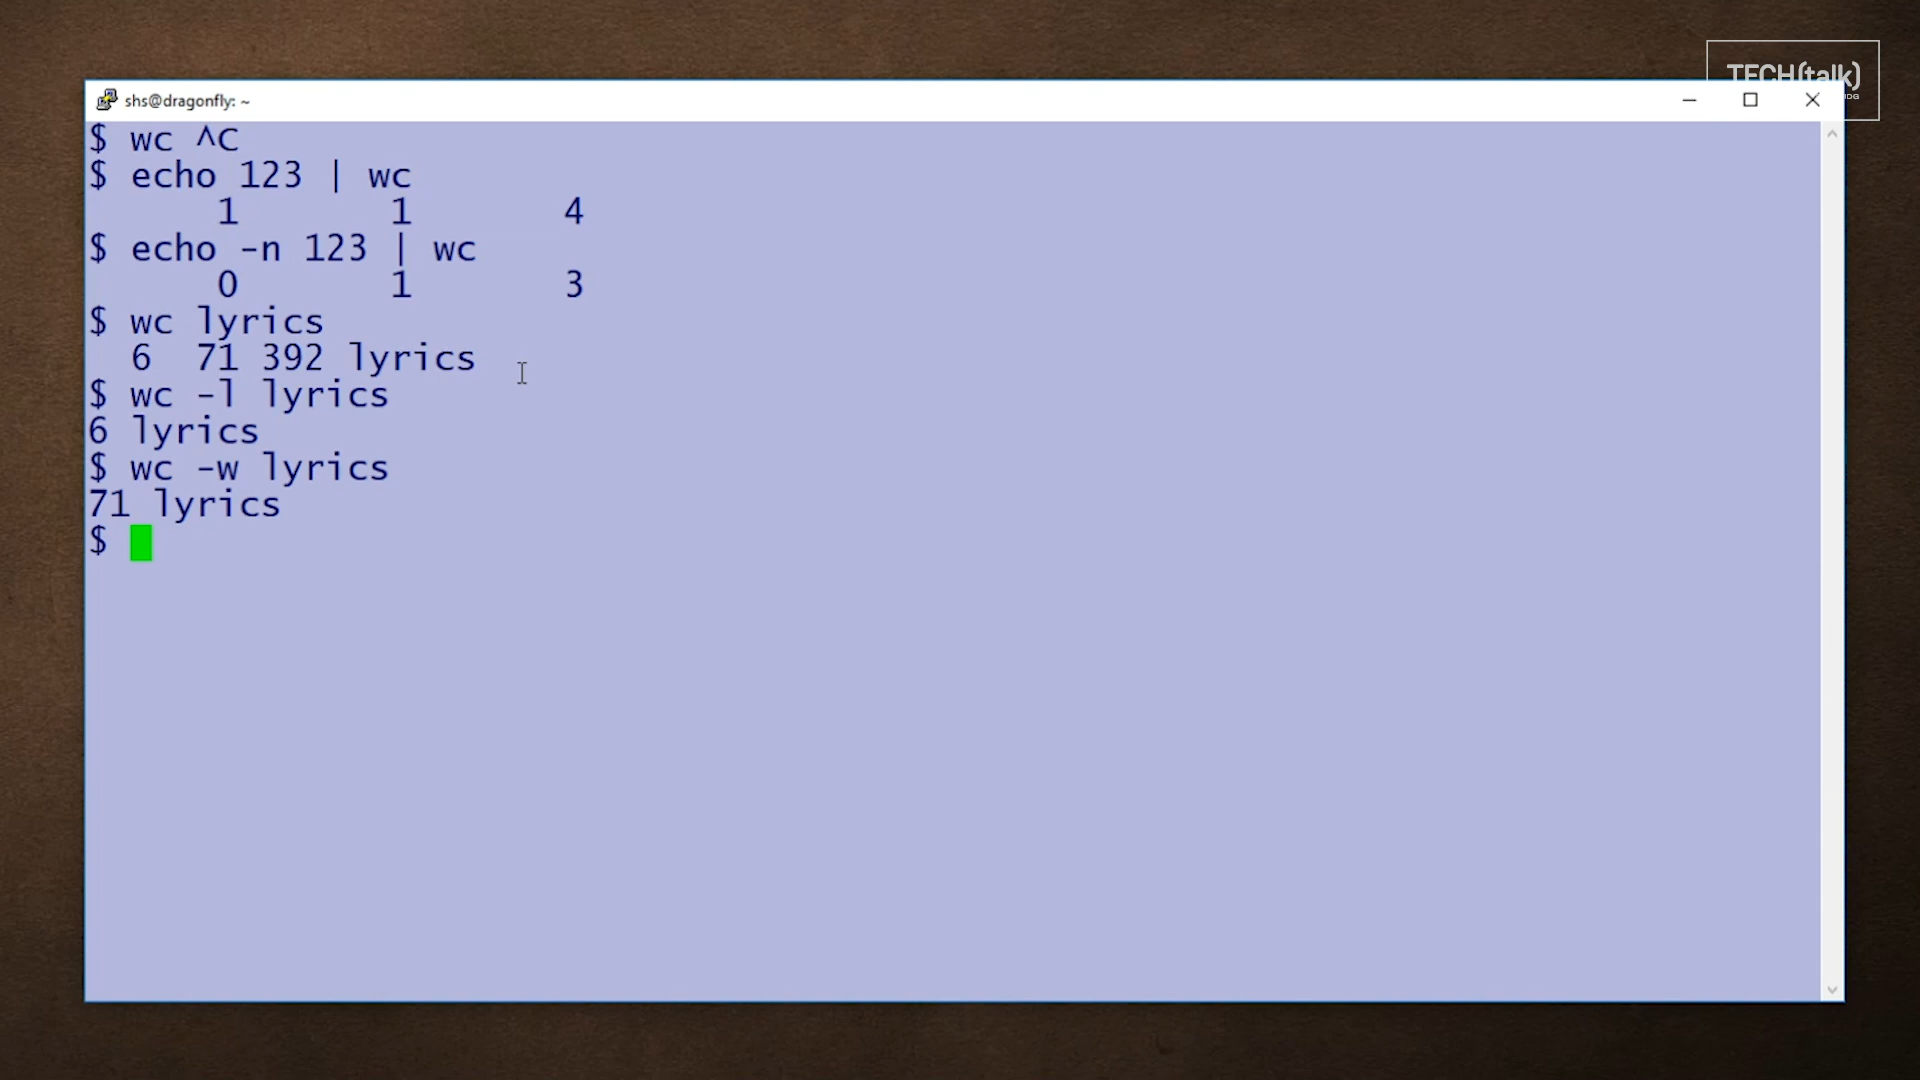 TECH(talk)
shs@dragonfly: ~
$ wc ^C
$ echo 123 | wc
1 1 4
$ echo -n 123 | wc
0 1 3
$ wc lyrics
6 71 392 lyrics
$ wc -l lyrics
6 lyrics
$ wc -w lyrics
71 lyrics
$